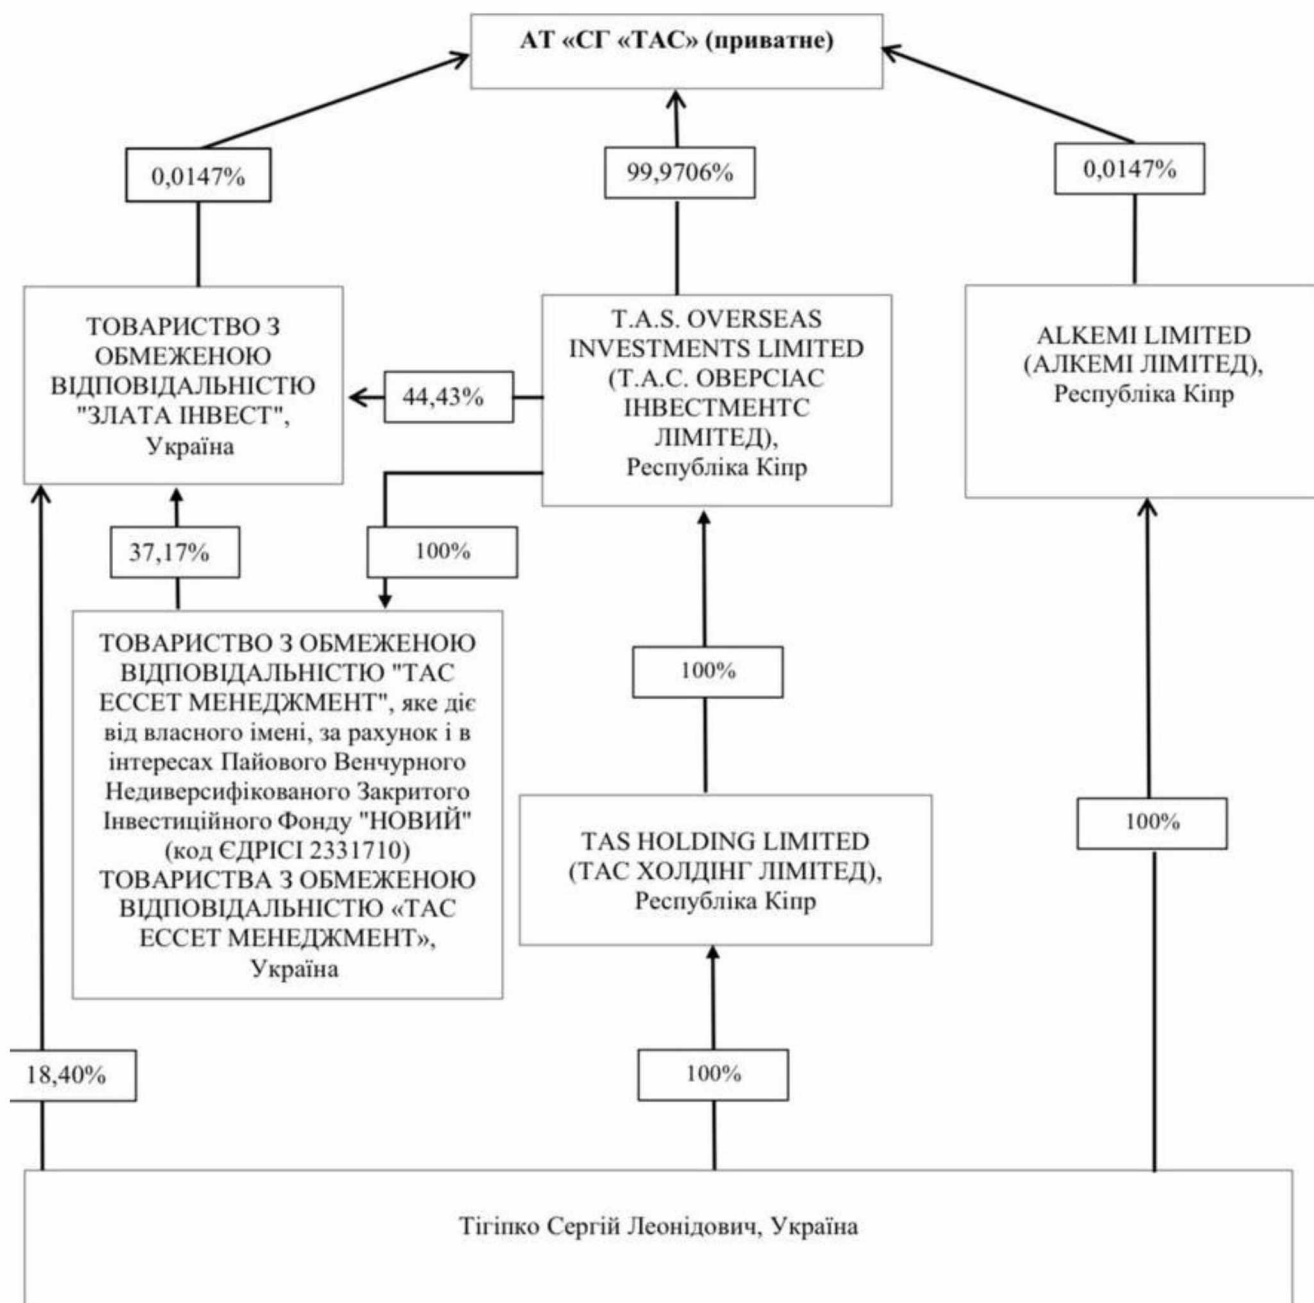 АТ «СГ «ТАС» (приватне)
0,0147%
99,9706%
0,0147%
ТОВАРИСТВО З
ОБМЕЖЕНОЮ
ВІДПОВІДАЛЬНІСТЮ
"ЗЛАТА ІНВЕСТ",
Україна
44,43%
T.A.S. OVERSEAS
INVESTMENTS LIMITED
(Т.А.С. ОВЕРСІАС
ІНВЕСТМЕНТС
ЛІМІТЕД),
Республіка Кіпр
ALKEMI LIMITED
(АЛКЕМІ ЛІМІТЕД),
Республіка Кіпр
37,17%
100%
ТОВАРИСТВО З ОБМЕЖЕНОЮ
ВІДПОВІДАЛЬНІСТЮ "ТАС
ЕССЕТ МЕНЕДЖМЕНТ", яке діє
від власного імені, за рахунок і в
інтересах Пайового Венчурного
Недиверсифікованого Закритого
Інвестиційного Фонду "НОВИЙ"
(код ЄДРІСІ 2331710)
ТОВАРИСТВА З ОБМЕЖЕНОЮ
ВІДПОВІДАЛЬНІСТЮ «ТАС
ЕССЕТ МЕНЕДЖМЕНТ»,
Україна
100%
TAS HOLDING LIMITED
(ТАС ХОЛДІНГ ЛІМІТЕД),
Республіка Кіпр
100%
18,40%
100%
Тігіпко Сергій Леонідович, Україна